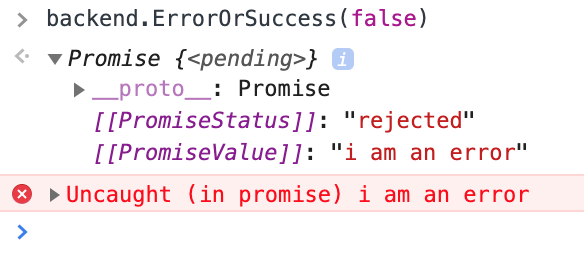 backend.ErrorOrSuccess(false)
Promise {<pending>} i
__proto__: Promise
[[PromiseStatus]]: "rejected"
[[PromiseValue]]: "i am an error"
Uncaught (in promise) i am an error